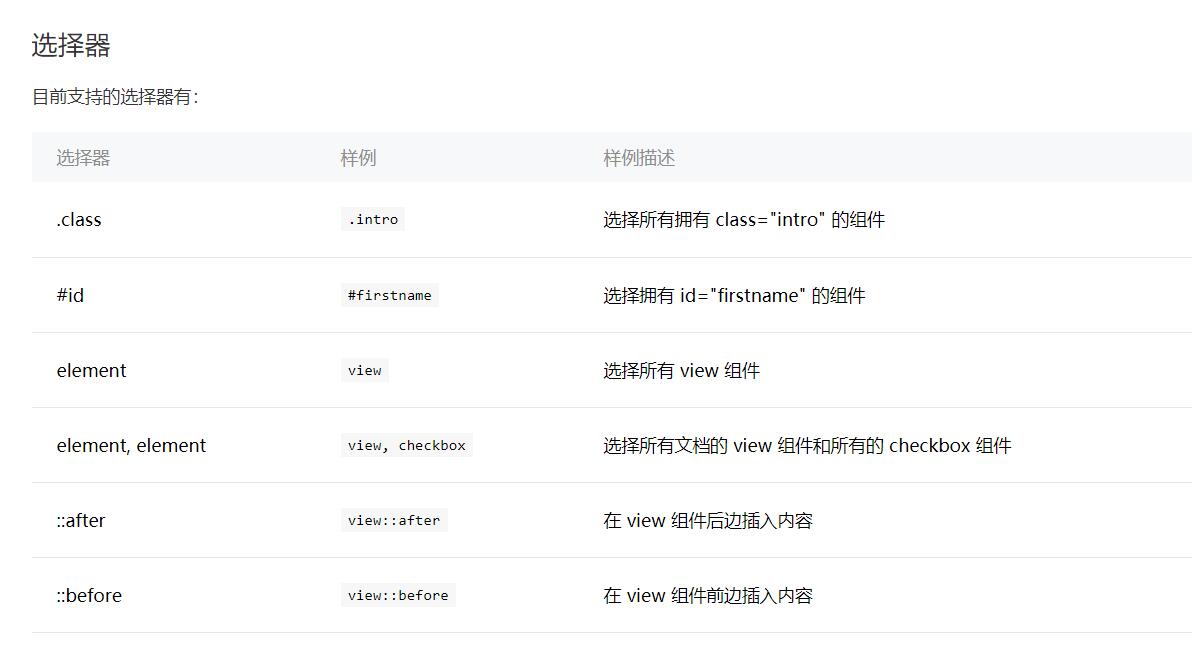 选择器
目前支持的选择器有：
选择器 样例 样例描述
.class .intro 选择所有拥有 class="intro" 的组件
#id #firstname 选择拥有 id="firstname" 的组件
element view 选择所有 view 组件
element, element view, checkbox 选择所有文档的 view 组件和所有的 checkbox 组件
::after view::after 在 view 组件后边插入内容
::before view::before 在 view 组件前边插入内容